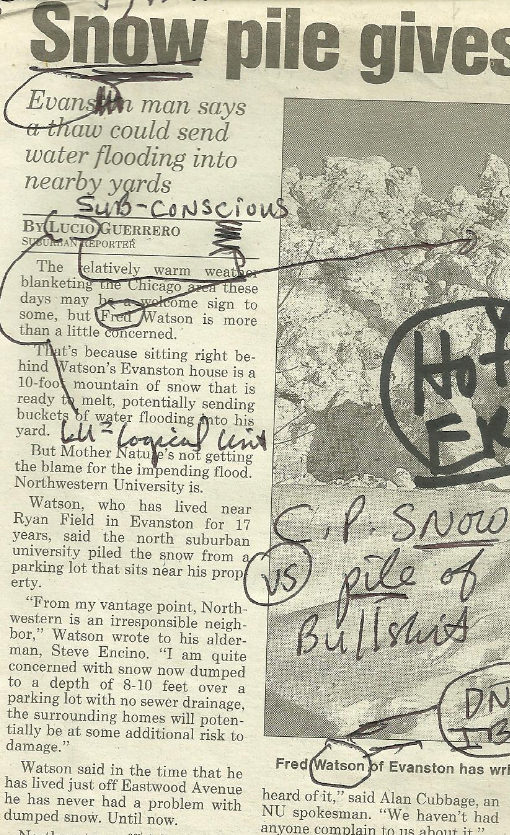 Snow pile gives
Evanston man says
a thaw could send
water flooding into
nearby yards
SUB-CONSCIOUS
BY LUCIO GUERRERO
SUBURBAN REPORTER
The relatively warm weather
blanketing the Chicago area these
days may be a welcome sign to
some, but Fred Watson is more
than a little concerned.
That's because sitting right be-
hind Watson's Evanston house is a
10-foot mountain of snow that is
ready to melt, potentially sending
buckets of water flooding into his
yard.
LU = Logical Unit
But Mother Nature's not getting
the blame for the impending flood.
Northwestern University is.
Watson, who has lived near
Ryan Field in Evanston for 17
years, said the north suburban
university piled the snow from a
parking lot that sits near his prop-
erty.
"From my vantage point, North-
western is an irresponsible neigh-
bor," Watson wrote to his alder-
man, Steve Encino. "I am quite
concerned with snow now dumped
to a depth of 8-10 feet over a
parking lot with no sewer drainage,
the surrounding homes will poten-
tially be at some additional risk to
damage."
Watson said in the time that he
has lived just off Eastwood Avenue
he has never had a problem with
dumped snow. Until now.
HOT
C.P. SNOW
VS pile of
Bullshit
DN
IB
Fred Watson of Evanston has wri
heard of it," said Alan Cubbage, an
NU spokesman. "We haven't had
anyone complain to us about it."